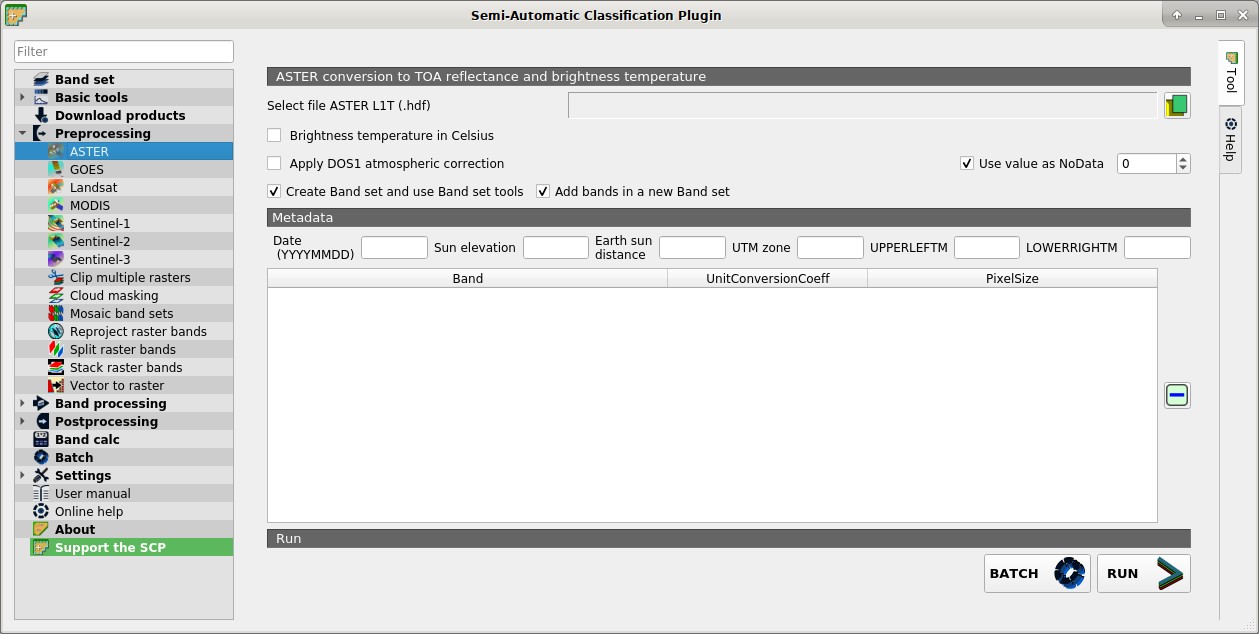 Semi-Automatic Classification Plugin
Filter
Band set
Basic tools
Download products
Preprocessing
ASTER
GOES
Landsat
MODIS
Sentinel-1
Sentinel-2
Sentinel-3
Clip multiple rasters
Cloud masking
Mosaic band sets
Reproject raster bands
Split raster bands
Stack raster bands
Vector to raster
Band processing
Postprocessing
Band calc
Batch
Settings
User manual
Online help
About
Support the SCP
ASTER conversion to TOA reflectance and brightness temperature
Select file ASTER L1T (.hdf)
Brightness temperature in Celsius
Apply DOS1 atmospheric correction Use value as NoData 0
Create Band set and use Band set tools Add bands in a new Band set
Metadata
Date
(YYYYMMDD) Sun elevation Earth sun
distance UTM zone UPPERLEFTM LOWERRIGHTM
Band UnitConversionCoeff PixelSize
Run
BATCH RUN
Tool
Help